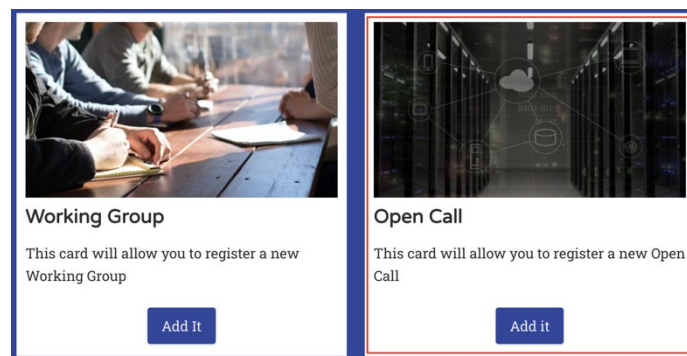 Working Group
This card will allow you to register a new
Working Group
Add It
Open Call
This card will allow you to register a new Open
Call
Add it